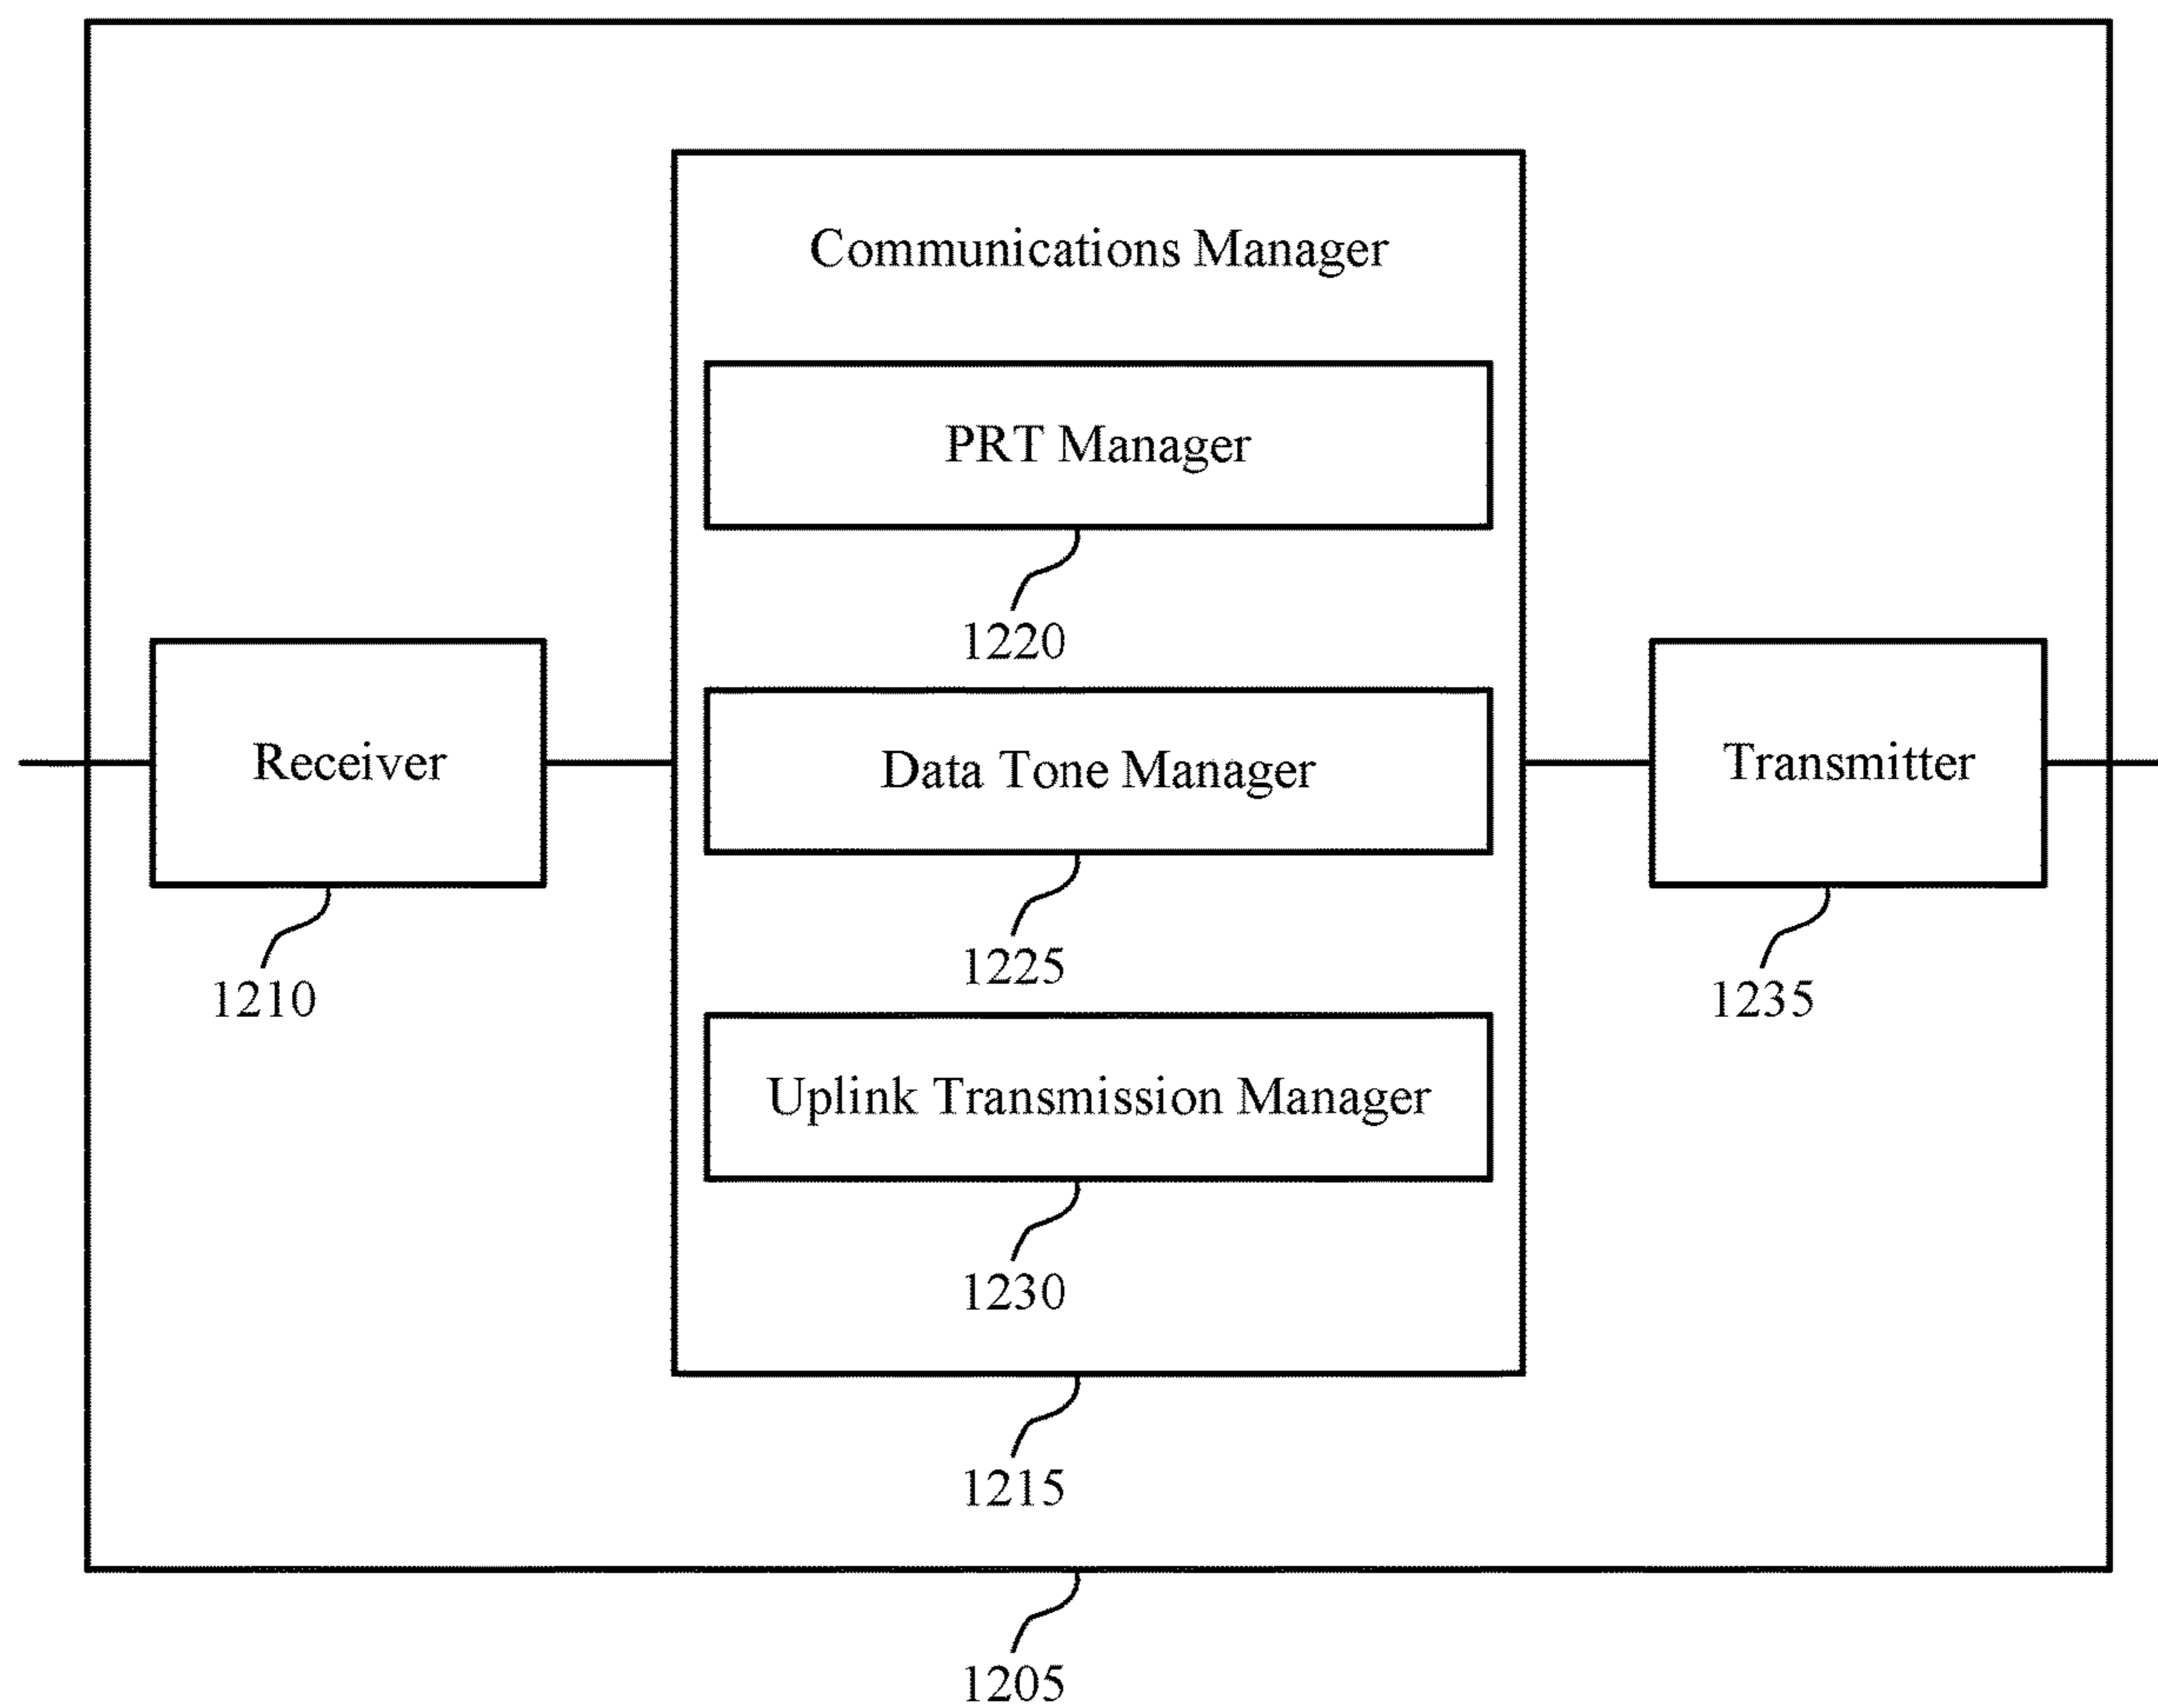 Communications Manager
PRT Manager
1220
Receiver
1210
Data Tone Manager
1225
Transmitter
1235
Uplink Transmission Manager
1230
1215
1205